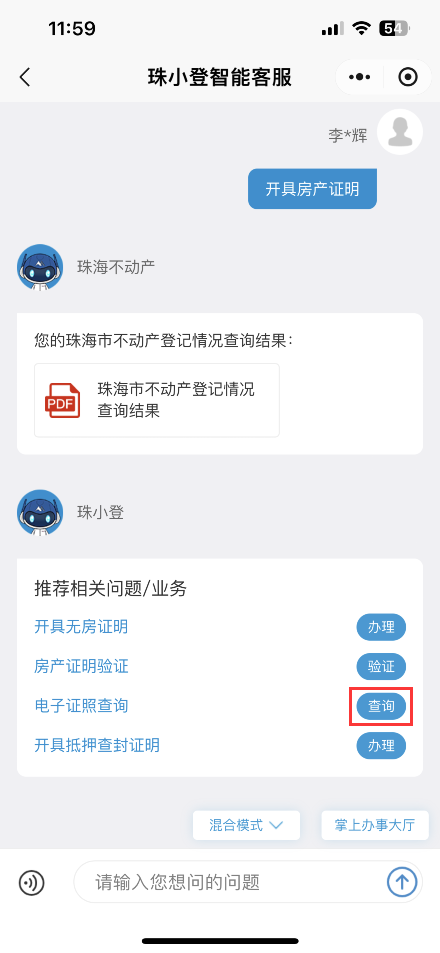 11:59
54
珠小登智能客服
李*辉
开具房产证明
珠海不动产
您的珠海市不动产登记情况查询结果：
PDF
珠海市不动产登记情况
查询结果
珠小登
推荐相关问题/业务
开具无房证明
办理
房产证明验证
验证
电子证照查询
查询
开具抵押查封证明
办理
混合模式
掌上办事大厅
请输入您想问的问题